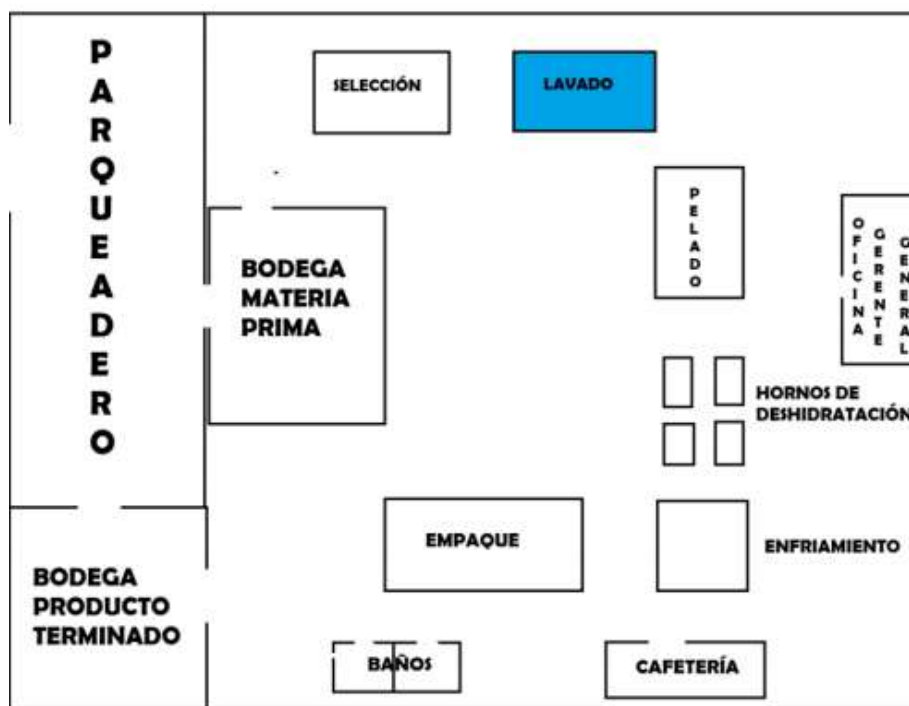 PARQUEADERO
SELECCIÓN
LAVADO
PELADO
OFICINA
GERENTE
GENERAL
BODEGA
MATERIA
PRIMA
HORNOS DE
DESHIDRATACIÓN
EMPAQUE
ENFRIAMIENTO
BODEGA
PRODUCTO
TERMINADO
BAÑOS
CAFETERÍA